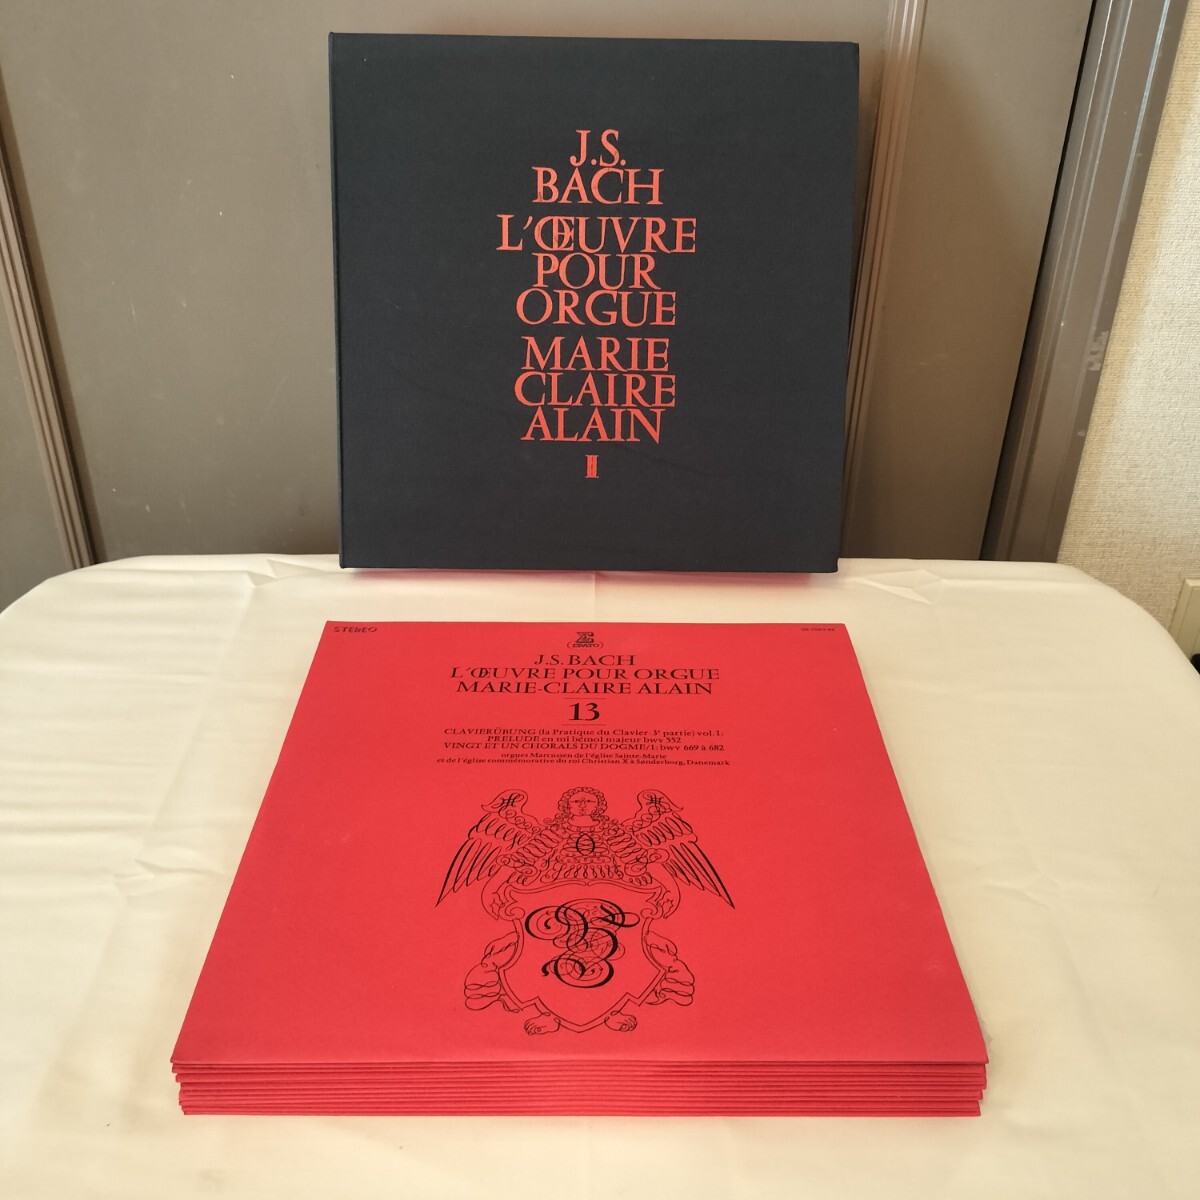 J.S.
BACH
L'ŒUVRE
POUR
ORGUE
MARIE
CLAIRE
ALAIN
II
STEREO
ERATO
J.S. BACH
L'ŒUVRE POUR ORGUE
MARIE-CLAIRE ALAIN
13
CLAVIERÜBUNG (la Pratique du Clavier 3e partie) vol. 1:
PRELUDE en mi bémol majeur bwv 552
VINGT ET UN CHORALS DU DOGME/1: bwv 669 à 682
orgues Marcussen de l'église Sainte-Marie
et de l'église commémorative du roi Christian X à Sønderborg, Danemark